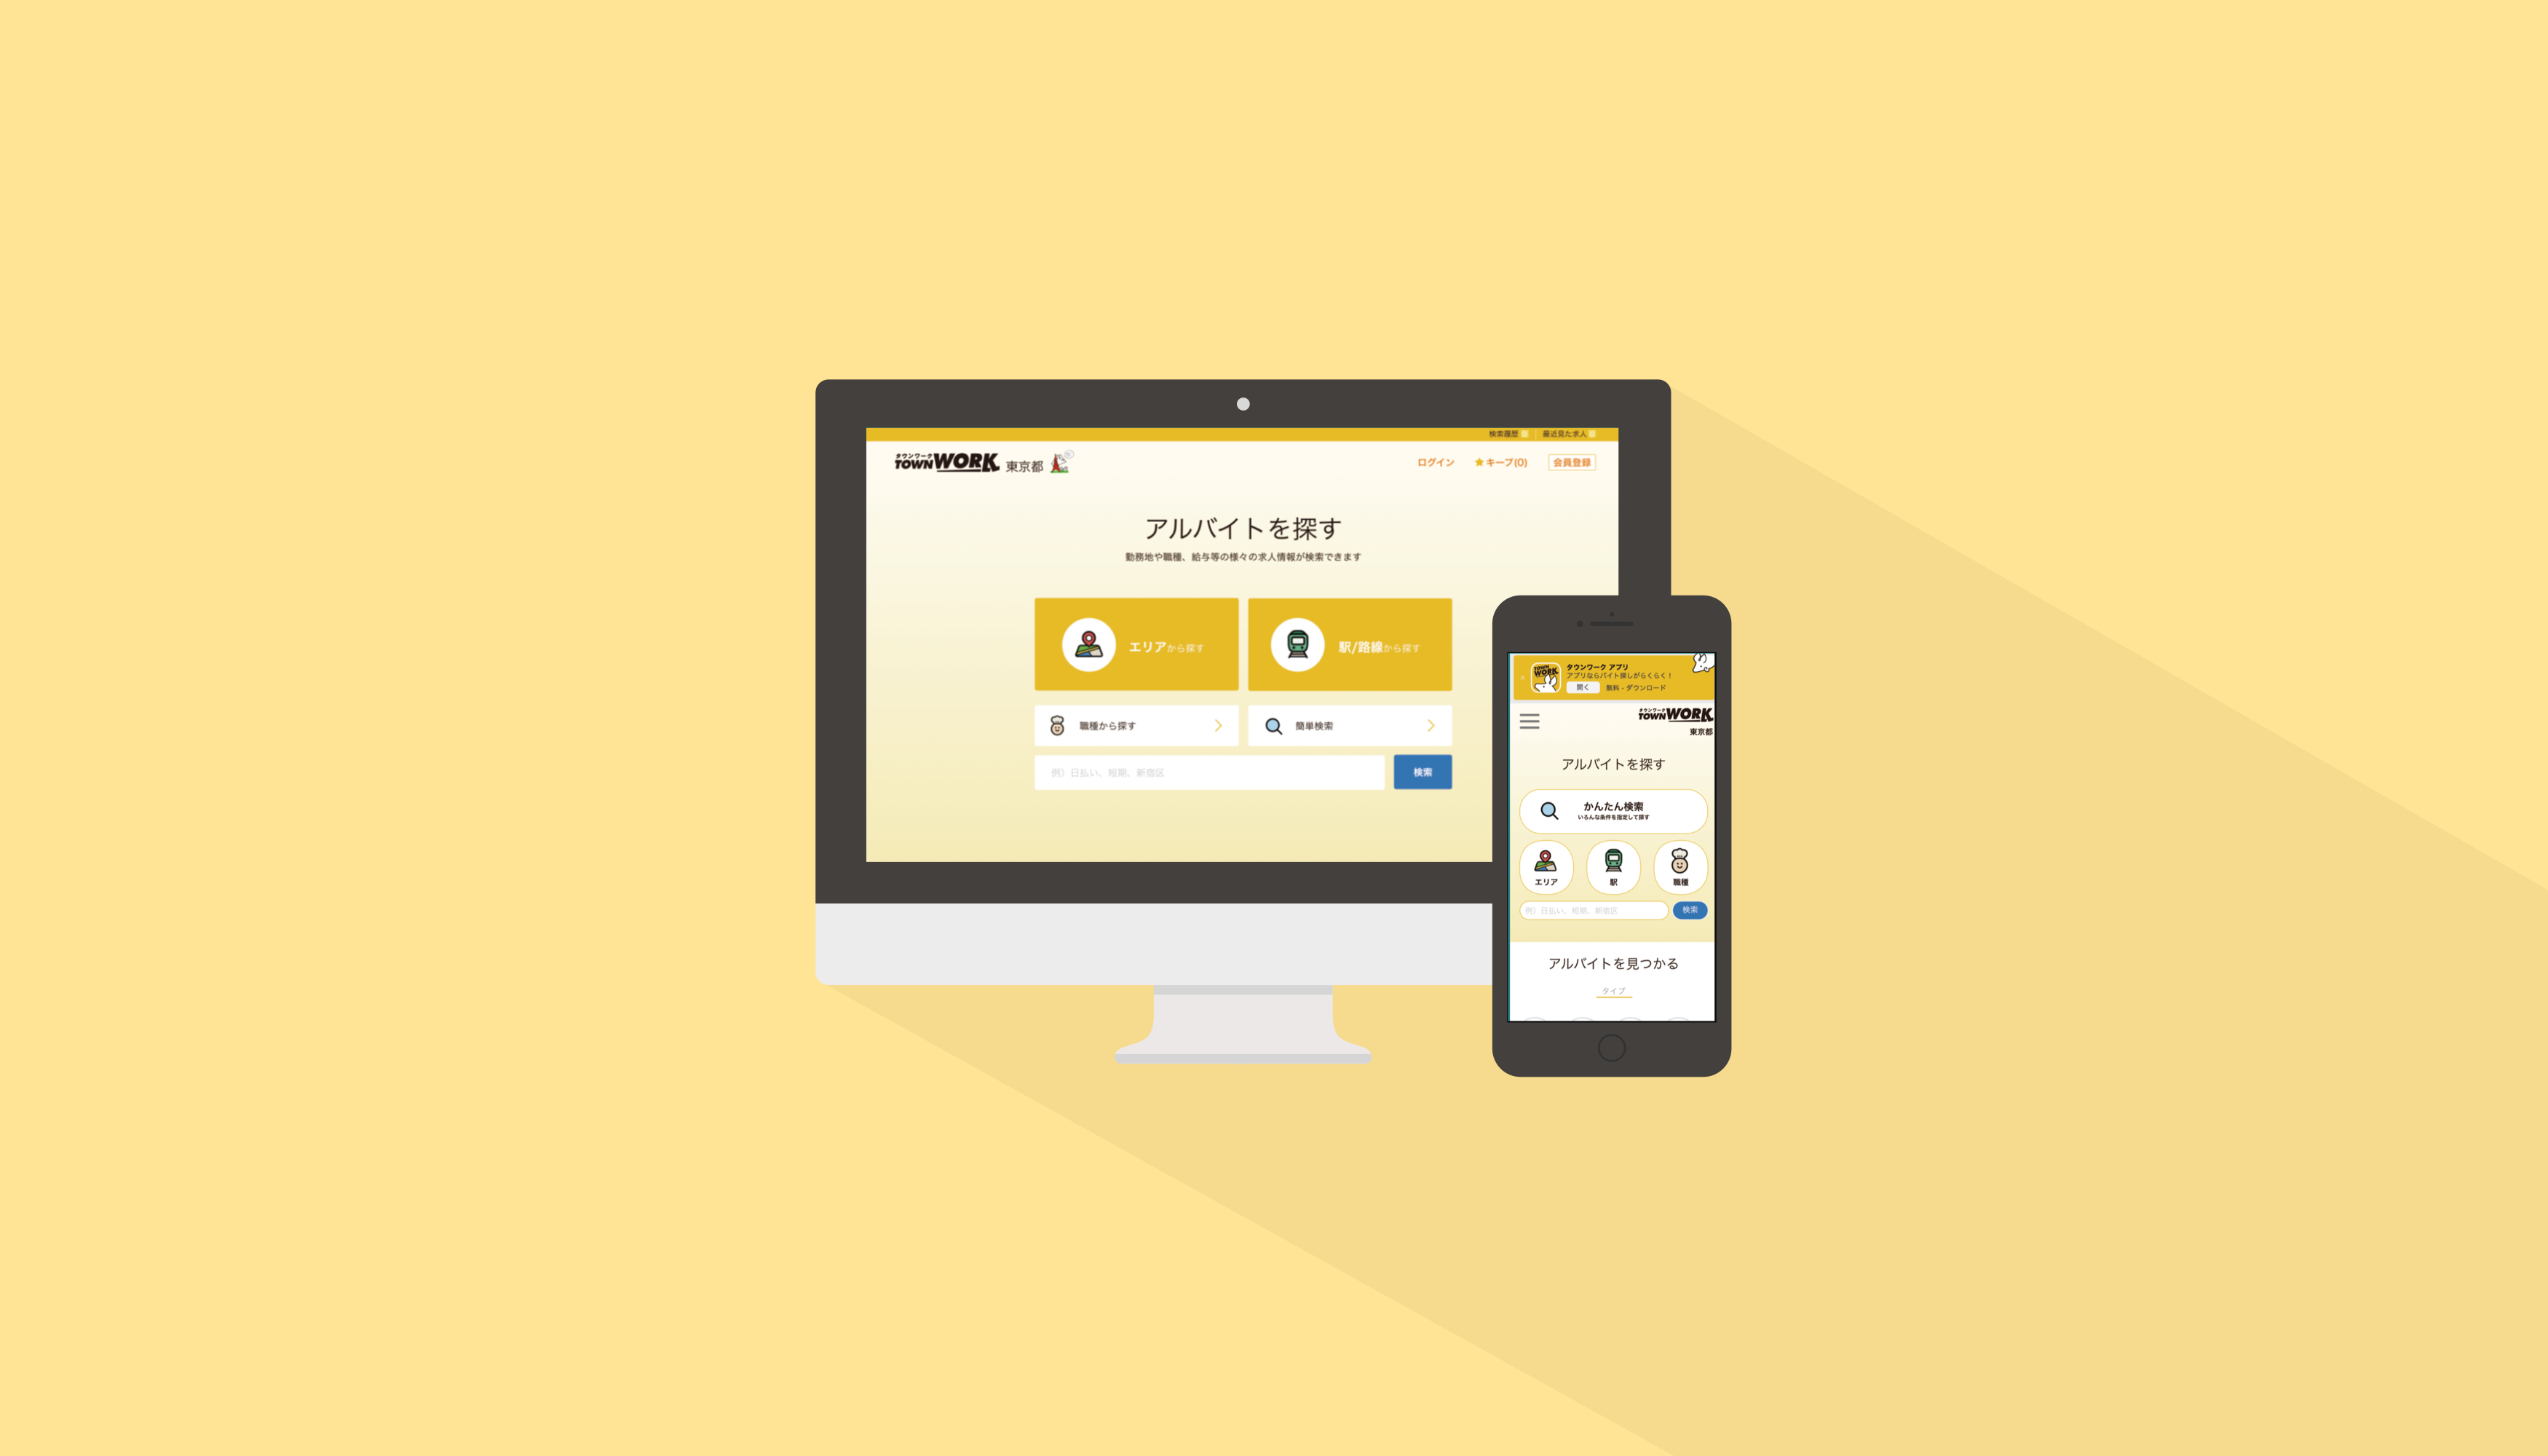 検索履歴
最近見た求人
タウンワーク
TOWNWORK 東京都
ログイン
★キープ(0)
会員登録
アルバイトを探す
勤務地や職種、給与等の様々の求人情報が検索できます
エリアから探す
駅/路線から探す
職種から探す
簡単検索
例）日払い、短期、新宿区
検索
TOWN
WORK
タウンワーク アプリ
アプリならバイト探しがらくらく！
開く 無料 - ダウンロード
タウンワーク
TOWNWORK
東京都
アルバイトを探す
かんたん検索
いろんな条件を指定して探す
エリア
駅
職種
例）日払い、短期、新宿区
検索
アルバイトを見つかる
タイプ